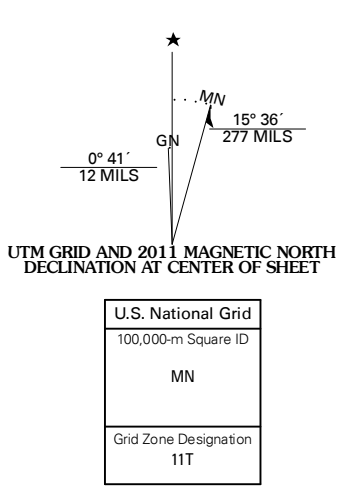 ★
MN
15° 36´
277 MILS
GN
0° 41´
12 MILS
UTM GRID AND 2011 MAGNETIC NORTH
DECLINATION AT CENTER OF SHEET
U.S. National Grid
100,000-m Square ID
MN
Grid Zone Designation
11T